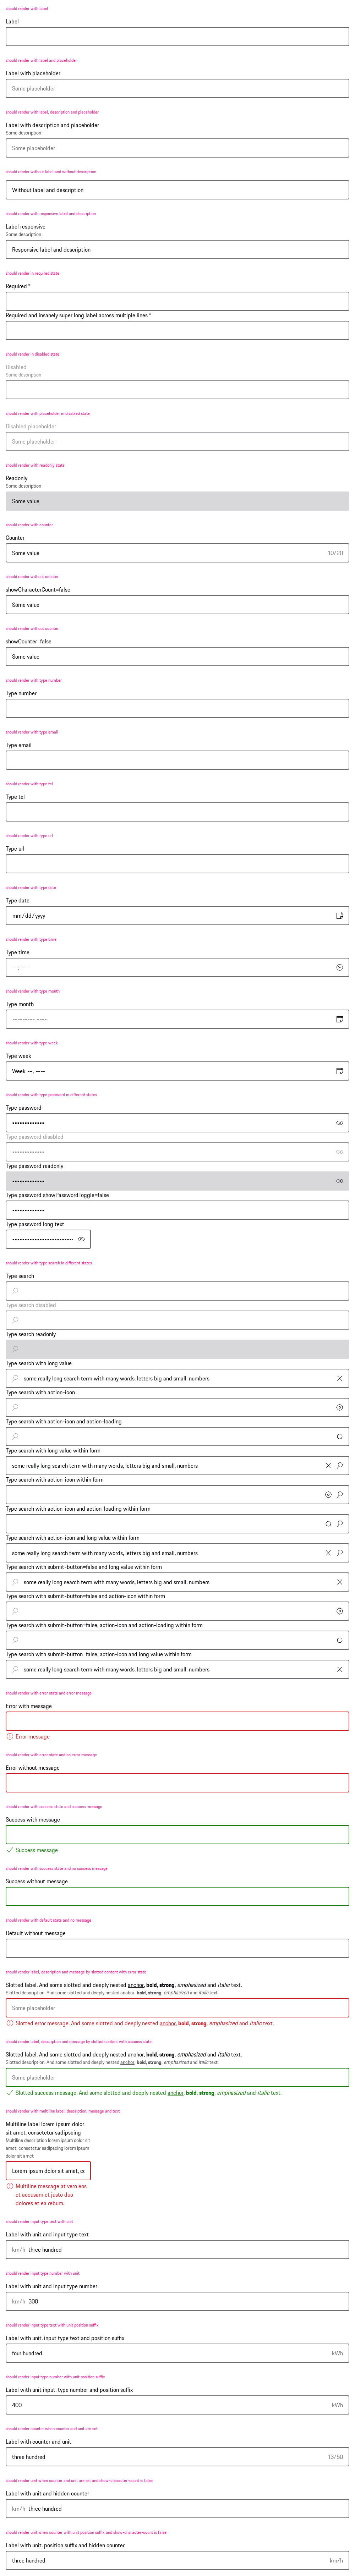 should render with label
Label
should render with label and placeholder
Label with placeholder
Some placeholder
should render with label, description and placeholder
Label with description and placeholder
Some description
Some placeholder
should render without label and without description
Without label and description
should render with responsive label and description
Label responsive
Some description
Responsive label and description
should render in required state
Required *
Required and insanely super long label across multiple lines *
should render in disabled state
Disabled
Some description
should render with placeholder in disabled state
Disabled placeholder
Some placeholder
should render with readonly state
Readonly
Some description
Some value
should render with counter
Counter
Some value 10/20
should render without counter
showCharacterCount=false
Some value
should render without counter
showCounter=false
Some value
should render with type number
Type number
should render with type email
Type email
should render with type tel
Type tel
should render with type url
Type url
should render with type date
Type date
mm/dd/yyyy
should render with type time
Type time
--:-- --
should render with type month
Type month
--------- ----
should render with type week
Type week
Week --, ----
should render with type password in different states
Type password
•••••••••••••
Type password disabled
•••••••••••••
Type password readonly
•••••••••••••
Type password showPasswordToggle=false
•••••••••••••
Type password long text
should render with type search in different states
Type search
Type search disabled
Type search readonly
Type search with long value
some really long search term with many words, letters big and small, numbers
Type search with action-icon
Type search with action-icon and action-loading
Type search with long value within form
some really long search term with many words, letters big and small, numbers
Type search with action-icon within form
Type search with action-icon and action-loading within form
Type search with action-icon and long value within form
some really long search term with many words, letters big and small, numbers
Type search with submit-button=false and long value within form
some really long search term with many words, letters big and small, numbers
Type search with submit-button=false and action-icon within form
Type search with submit-button=false, action-icon and action-loading within form
Type search with submit-button=false, action-icon and long value within form
some really long search term with many words, letters big and small, numbers
should render with error state and error message
Error with message
Error message
should render with error state and no error message
Error without message
should render with success state and success message
Success with message
Success message
should render with success state and no success message
Success without message
should render with default state and no message
Default without message
should render label, description and message by slotted content with error state
Slotted label. And some slotted and deeply nested anchor, bold, strong, emphasized and italic text.
Slotted description. And some slotted and deeply nested anchor, bold, strong, emphasized and italic text.
Some placeholder
Slotted error message. And some slotted and deeply nested anchor, bold, strong, emphasized and italic text.
should render label, description and message by slotted content with success state
Slotted label. And some slotted and deeply nested anchor, bold, strong, emphasized and italic text.
Slotted description. And some slotted and deeply nested anchor, bold, strong, emphasized and italic text.
Some placeholder
Slotted success message. And some slotted and deeply nested anchor, bold, strong, emphasized and italic text.
should render with multiline label, description, message and text
Multiline label lorem ipsum dolor
sit amet, consetetur sadipscing
Multiline description lorem ipsum dolor sit
amet, consetetur sadipscing lorem ipsum
dolor sit amet
Lorem ipsum dolor sit amet, co
Multiline message at vero eos
et accusam et justo duo
dolores et ea rebum.
should render input type text with unit
Label with unit and input type text
km/h three hundred
should render input type number with unit
Label with unit and input type number
km/h 300
should render input type text with unit position suffix
Label with unit, input type text and position suffix
four hundred kWh
should render input type number with unit position suffix
Label with unit input, type number and position suffix
400 kWh
should render counter when counter and unit are set
Label with counter and unit
three hundred 13/50
should render unit when counter and unit are set and show-character-count is false
Label with unit and hidden counter
km/h three hundred
should render unit when counter with unit position suffix and show-character-count is false
Label with unit, position suffix and hidden counter
three hundred km/h